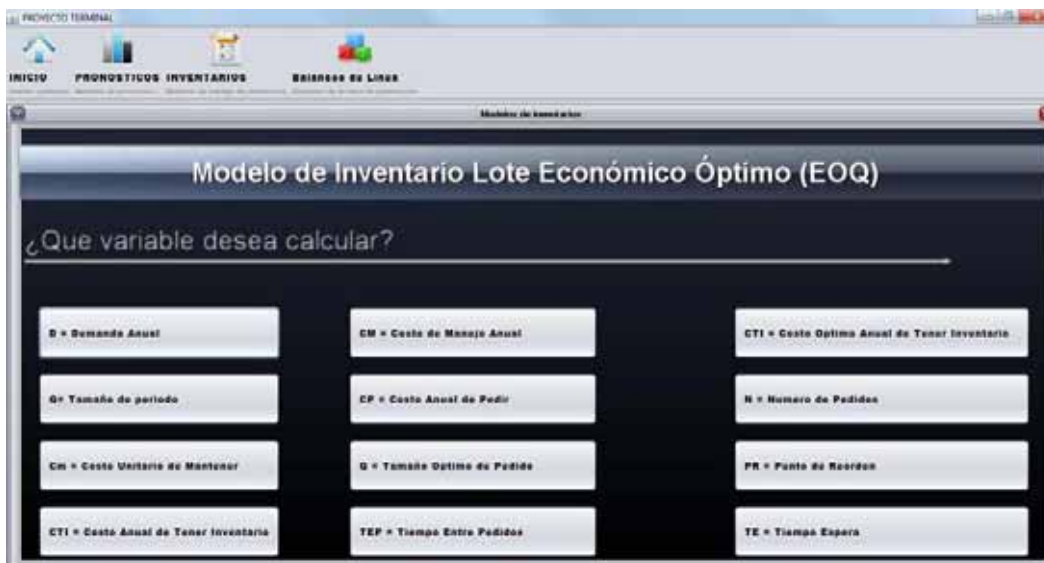 PROYECTO TERMINAL
INICIO
PRONOSTICOS
INVENTARIOS
Balanceo de Linea
Modelos de Inventarios
Modelo de Inventario Lote Económico Óptimo (EOQ)
¿Que variable desea calcular?
D = Demanda Anual
CM = Costo de Manejo Anual
CTI = Costo Optimo Anual de Tener Inventario
Q= Tamaño de periodo
CP = Costo Anual de Pedir
N = Numero de Pedidos
Cm = Costo Unitario de Mantener
Q = Tamaño Optimo de Pedido
PR = Punto de Reorden
CTI = Costo Anual de Tener Inventario
TEP = Tiempo Entre Pedidos
TE = Tiempo Espera